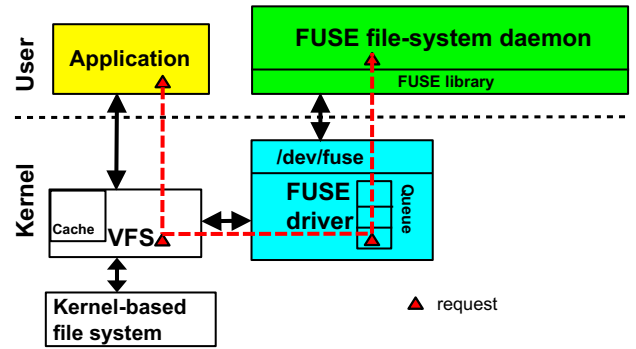 User
Application
FUSE file-system daemon
FUSE library
Kernel
/dev/fuse
FUSE
driver
Queue
Cache
VFS
Kernel-based
file system
request